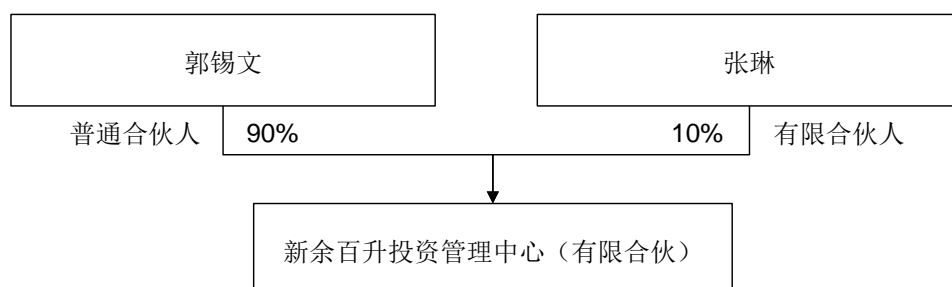 郭锡文
张琳
普通合伙人 90%
10% 有限合伙人
新余百升投资管理中心（有限合伙）